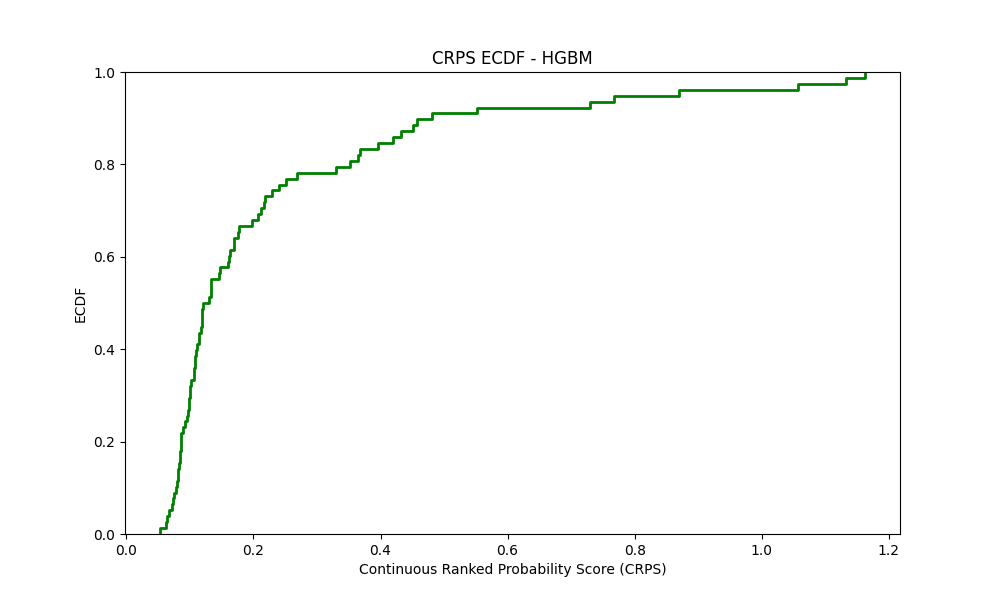 CRPS ECDF - HGBM
1.0
0.8
0.6
0.4
0.2
0.0
ECDF
0.0 0.2 0.4 0.6 0.8 1.0 1.2
Continuous Ranked Probability Score (CRPS)